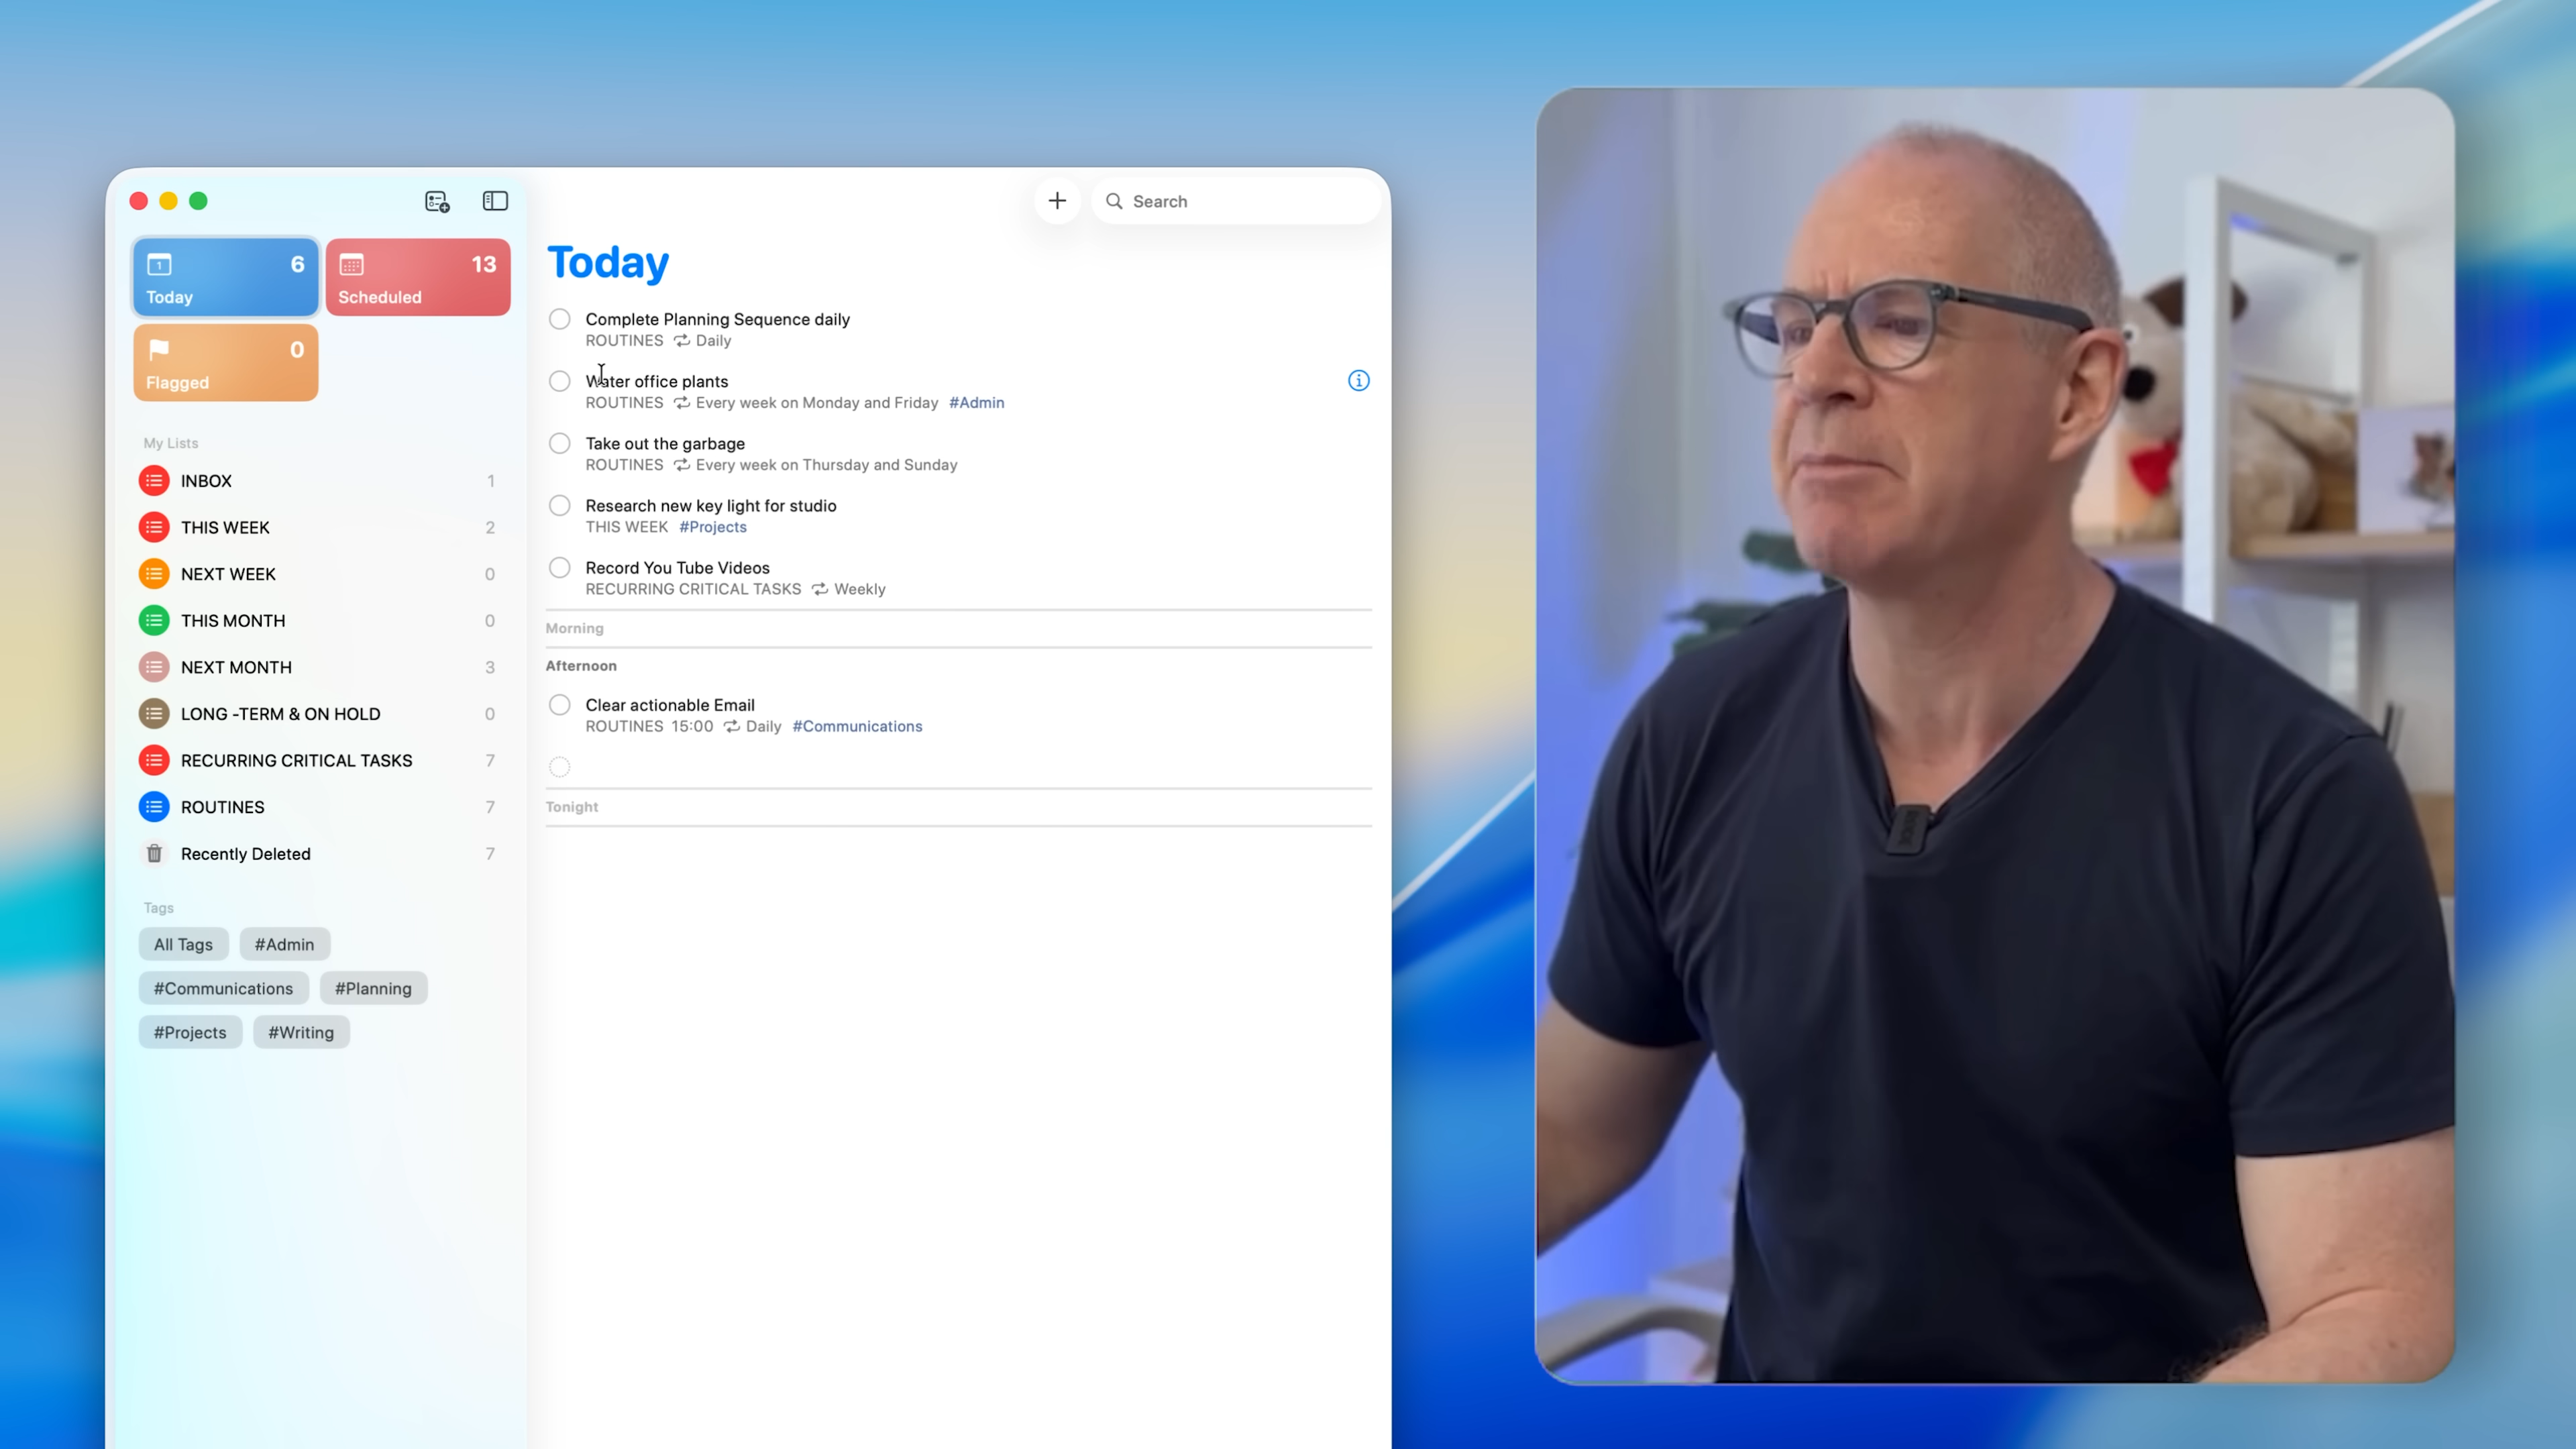 Search
1
6
Today
13
Scheduled
0
Flagged
My Lists
INBOX 1
THIS WEEK 2
NEXT WEEK 0
THIS MONTH 0
NEXT MONTH 3
LONG -TERM & ON HOLD 0
RECURRING CRITICAL TASKS 7
ROUTINES 7
Recently Deleted 7
Tags
All Tags #Admin
#Communications #Planning
#Projects #Writing
Today
Complete Planning Sequence daily
ROUTINES Daily
Water office plants
ROUTINES Every week on Monday and Friday #Admin
Take out the garbage
ROUTINES Every week on Thursday and Sunday
Research new key light for studio
THIS WEEK #Projects
Record You Tube Videos
RECURRING CRITICAL TASKS Weekly
Morning
Afternoon
Clear actionable Email
ROUTINES 15:00 Daily #Communications
Tonight